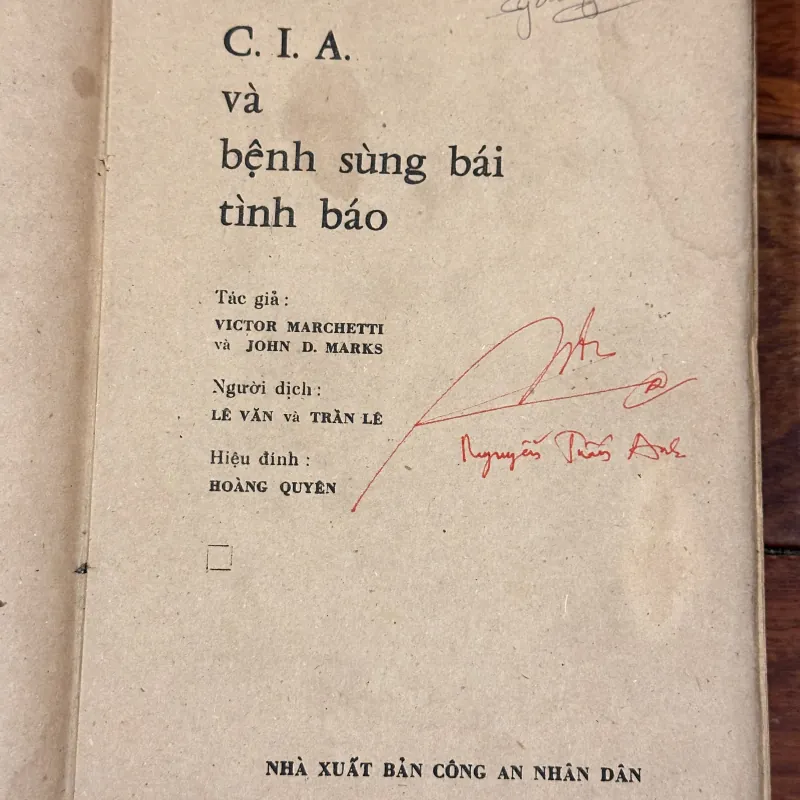 C. I. A.
và
bệnh sùng bái
tình báo
Tác giả :
VICTOR MARCHETTI
và JOHN D. MARKS
Người dịch :
LÊ VĂN và TRẦN LÊ
Hiệu đính :
HOÀNG QUYÊN
Nguyễn Tuấn Anh
NHÀ XUẤT BẢN CÔNG AN NHÂN DÂN